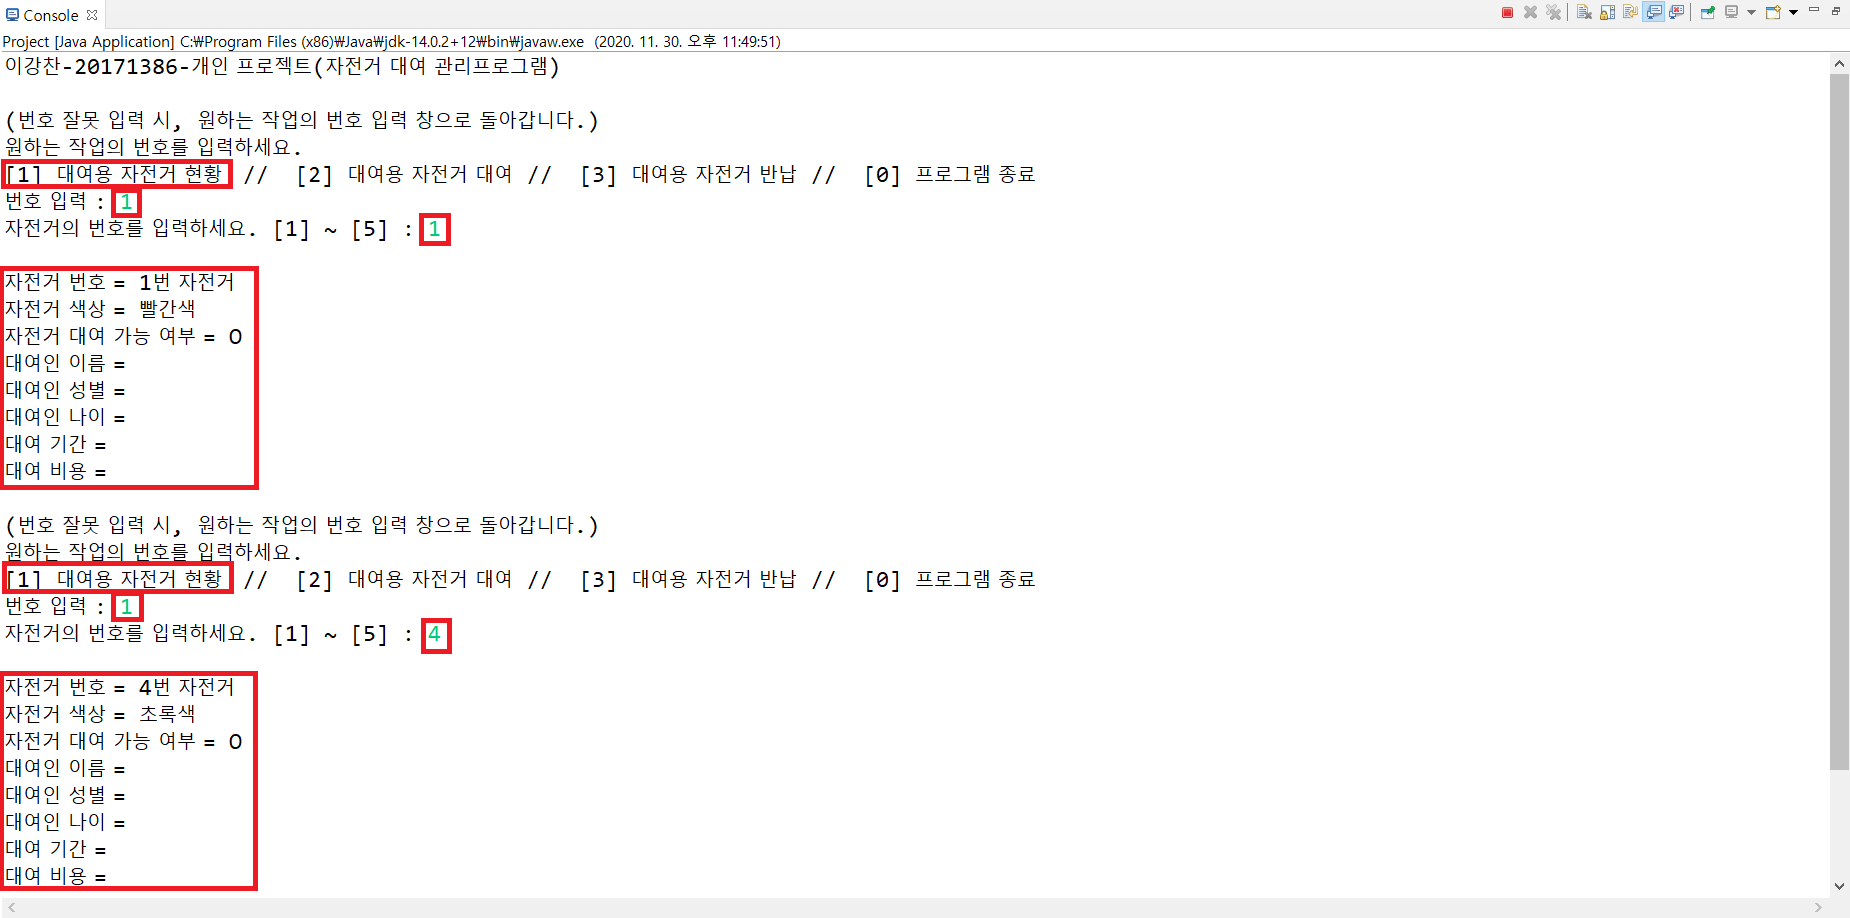 Console
Project [Java Application] C:₩Program Files (x86)₩Java₩jdk-14.0.2+12₩bin₩javaw.exe (2020. 11. 30. 오후 11:49:51)
이강찬-20171386-개인 프로젝트(자전거 대여 관리프로그램)
(번호 잘못 입력 시, 원하는 작업의 번호 입력 창으로 돌아갑니다.)
원하는 작업의 번호를 입력하세요.
[1] 대여용 자전거 현황 // [2] 대여용 자전거 대여 // [3] 대여용 자전거 반납 // [0] 프로그램 종료
번호 입력 : 1
자전거의 번호를 입력하세요. [1] ~ [5] : 1
자전거 번호 = 1번 자전거
자전거 색상 = 빨간색
자전거 대여 가능 여부 = O
대여인 이름 =
대여인 성별 =
대여인 나이 =
대여 기간 =
대여 비용 =
(번호 잘못 입력 시, 원하는 작업의 번호 입력 창으로 돌아갑니다.)
원하는 작업의 번호를 입력하세요.
[1] 대여용 자전거 현황 // [2] 대여용 자전거 대여 // [3] 대여용 자전거 반납 // [0] 프로그램 종료
번호 입력 : 1
자전거의 번호를 입력하세요. [1] ~ [5] : 4
자전거 번호 = 4번 자전거
자전거 색상 = 초록색
자전거 대여 가능 여부 = O
대여인 이름 =
대여인 성별 =
대여인 나이 =
대여 기간 =
대여 비용 =